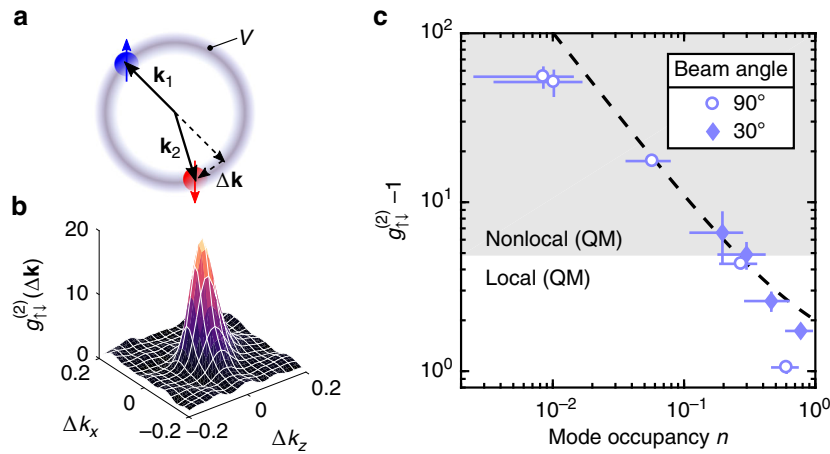 a
V
k₁
k₂
Δk
b
20
10
0
g⁽²⁾↑↓(Δk)
0.2
0
−0.2
Δkₓ
−0.2
0
0.2
Δk_z
c
10²
10¹
10⁰
g⁽²⁾↑↓ −1
Beam angle
90°
30°
Nonlocal (QM)
Local (QM)
10⁻²
10⁻¹
10⁰
Mode occupancy n